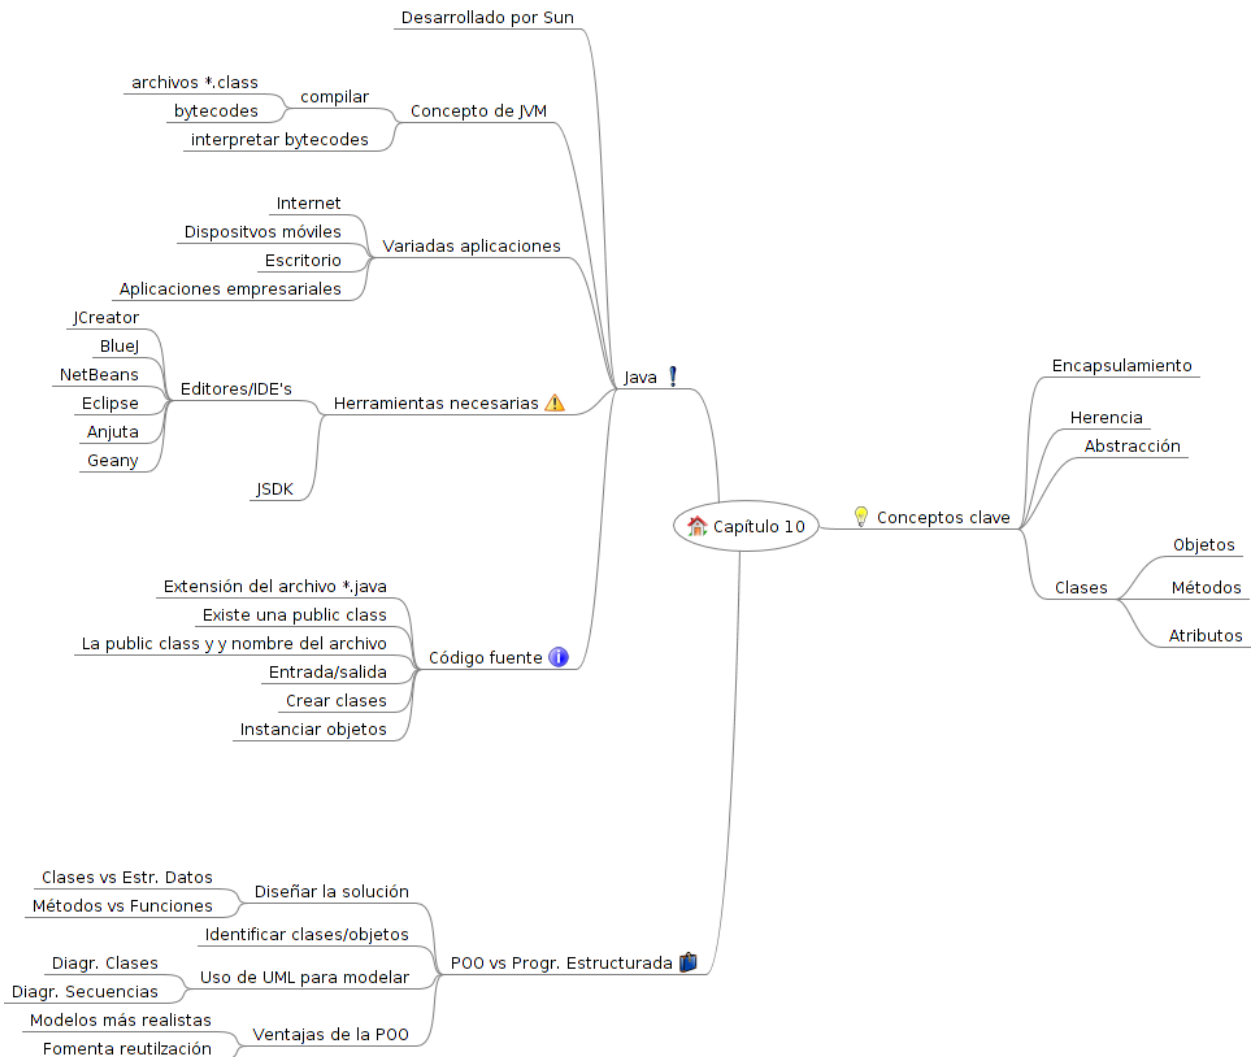 Desarrollado por Sun
archivos *.class
bytecodes
compilar
interpretar bytecodes
Concepto de JVM
Internet
Dispositvos móviles
Escritorio
Aplicaciones empresariales
Variadas aplicaciones
JCreator
BlueJ
NetBeans
Eclipse
Anjuta
Geany
Editores/IDE's
JSDK
Herramientas necesarias
Extensión del archivo *.java
Existe una public class
La public class y y nombre del archivo
Entrada/salida
Crear clases
Instanciar objetos
Código fuente
Java
Capítulo 10
Conceptos clave
Encapsulamiento
Herencia
Abstracción
Clases
Objetos
Métodos
Atributos
Clases vs Estr. Datos
Métodos vs Funciones
Diseñar la solución
Identificar clases/objetos
Diagr. Clases
Diagr. Secuencias
Uso de UML para modelar
Modelos más realistas
Fomenta reutilzación
Ventajas de la POO
POO vs Progr. Estructurada